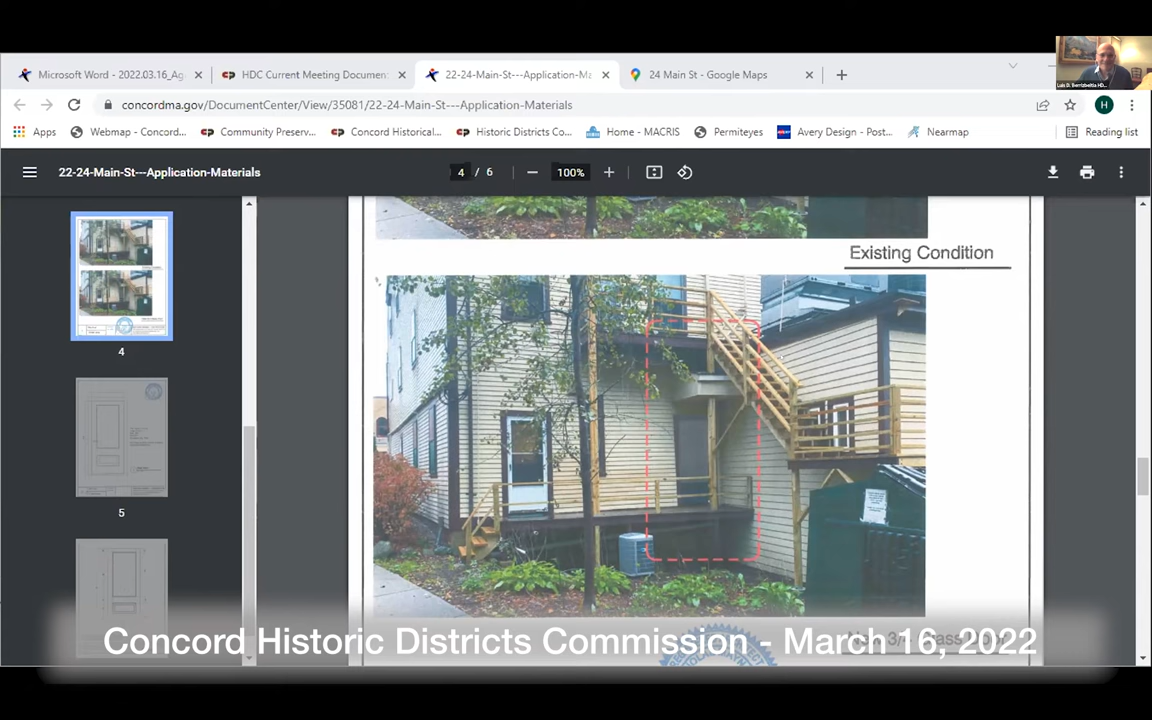 Microsoft Word - 2022.03.16_Ag
HDC Current Meeting Document
22-24-Main-St---Application-Ma
24 Main St - Google Maps
concordma.gov/DocumentCenter/View/35081/22-24-Main-St---Application-Materials
H
Apps
Webmap - Concord...
Community Preserv...
Concord Historical...
Historic Districts Co...
Home - MACRIS
Permiteyes
Avery Design - Post...
Nearmap
Reading list
22-24-Main-St---Application-Materials
4 / 6
100%
Existing Condition
4
5
Concord Historic Districts Commission - March 16, 2022